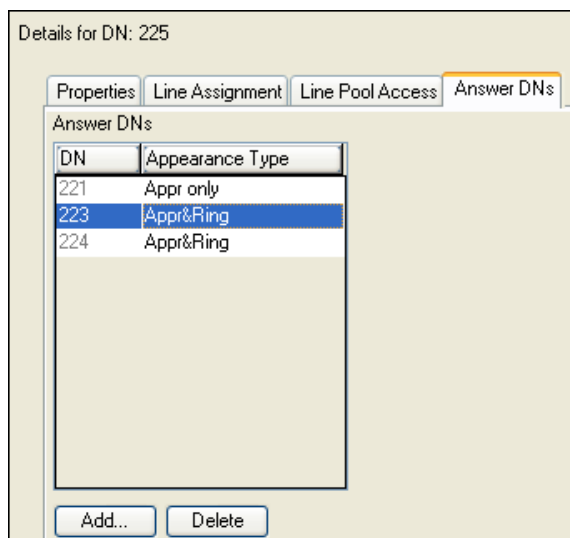 Details for DN: 225
Properties Line Assignment Line Pool Access Answer DNs
Answer DNs
DN Appearance Type
221 Appr only
223 Appr&Ring
224 Appr&Ring
Add... Delete